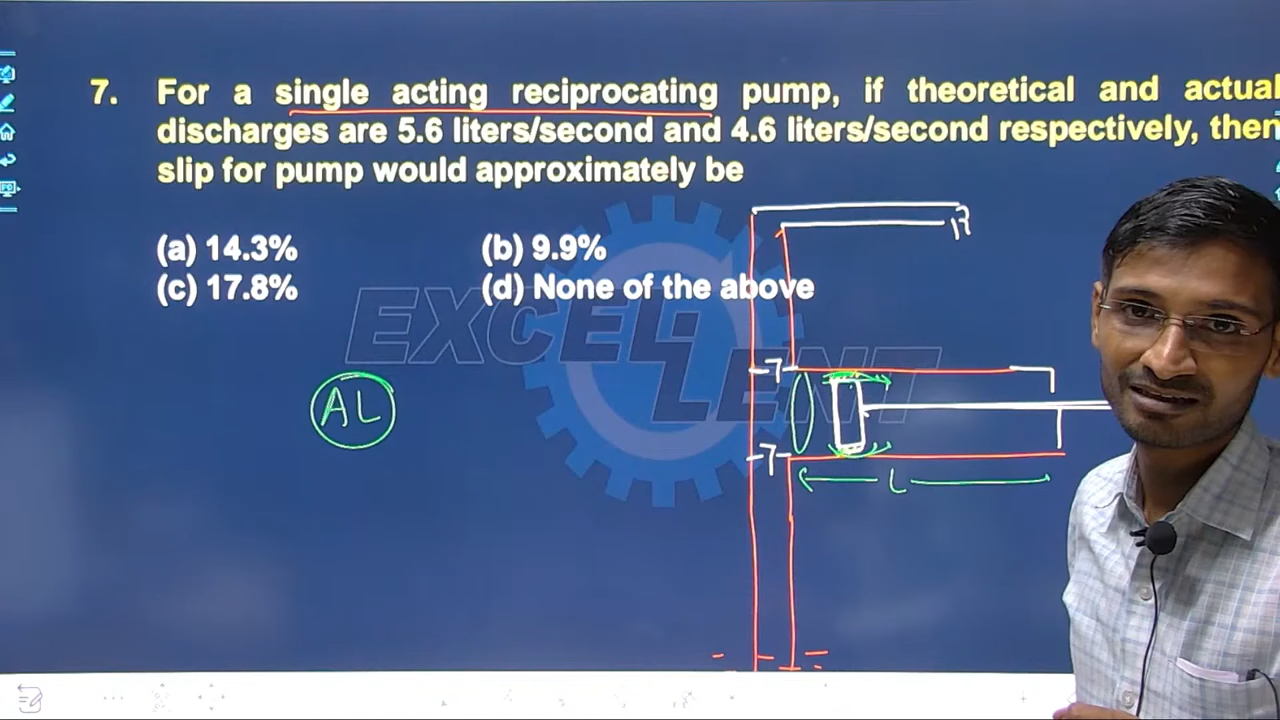 7. For a single acting reciprocating pump, if theoretical and actual
discharges are 5.6 liters/second and 4.6 liters/second respectively, then
slip for pump would approximately be
(a) 14.3% (b) 9.9%
(c) 17.8% (d) None of the above
EXCELLENT
AL
L